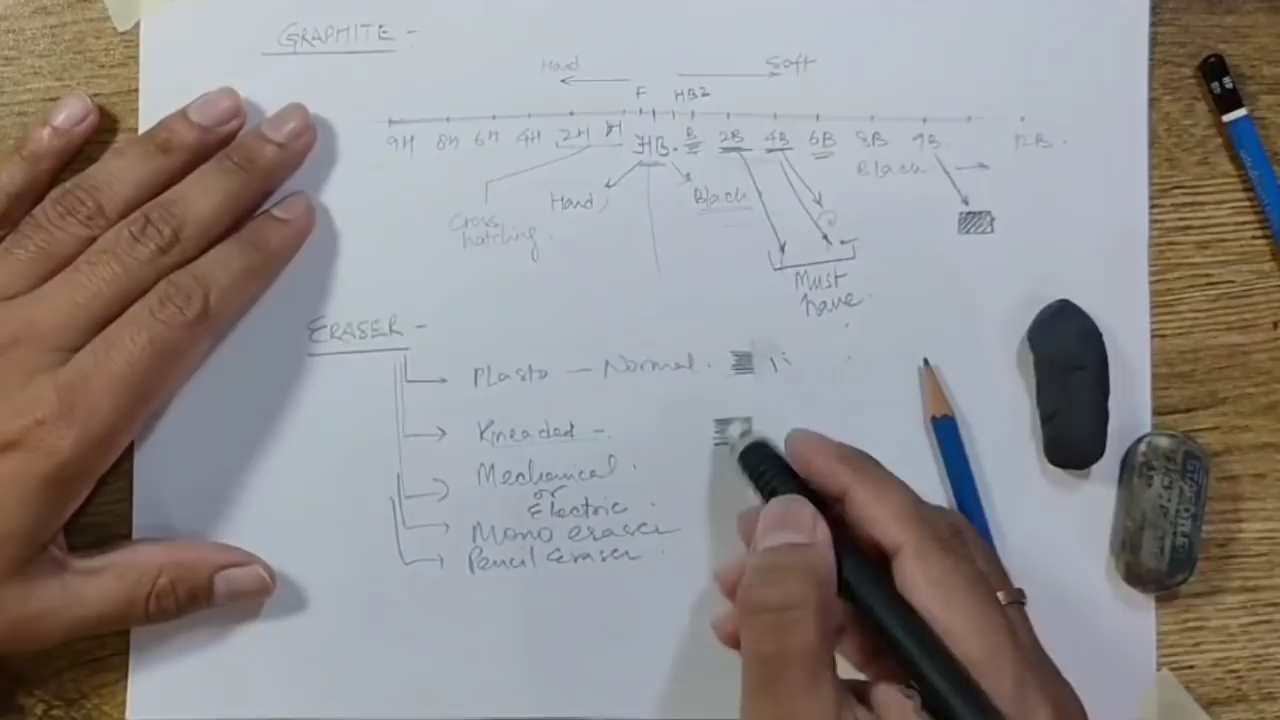 GRAPHITE -
Hard Soft
F HB2
9H 8H 6H 4H 2H H HB. B 2B 4B 6B 8B 9B 12B.
Black
Hard, Black
Cross
hatching.
Must
have.
ERASER -
Plasto - Normal.
Kneaded -
Mechanical.
or
Electric.
Mono eraser
Pencil eraser.